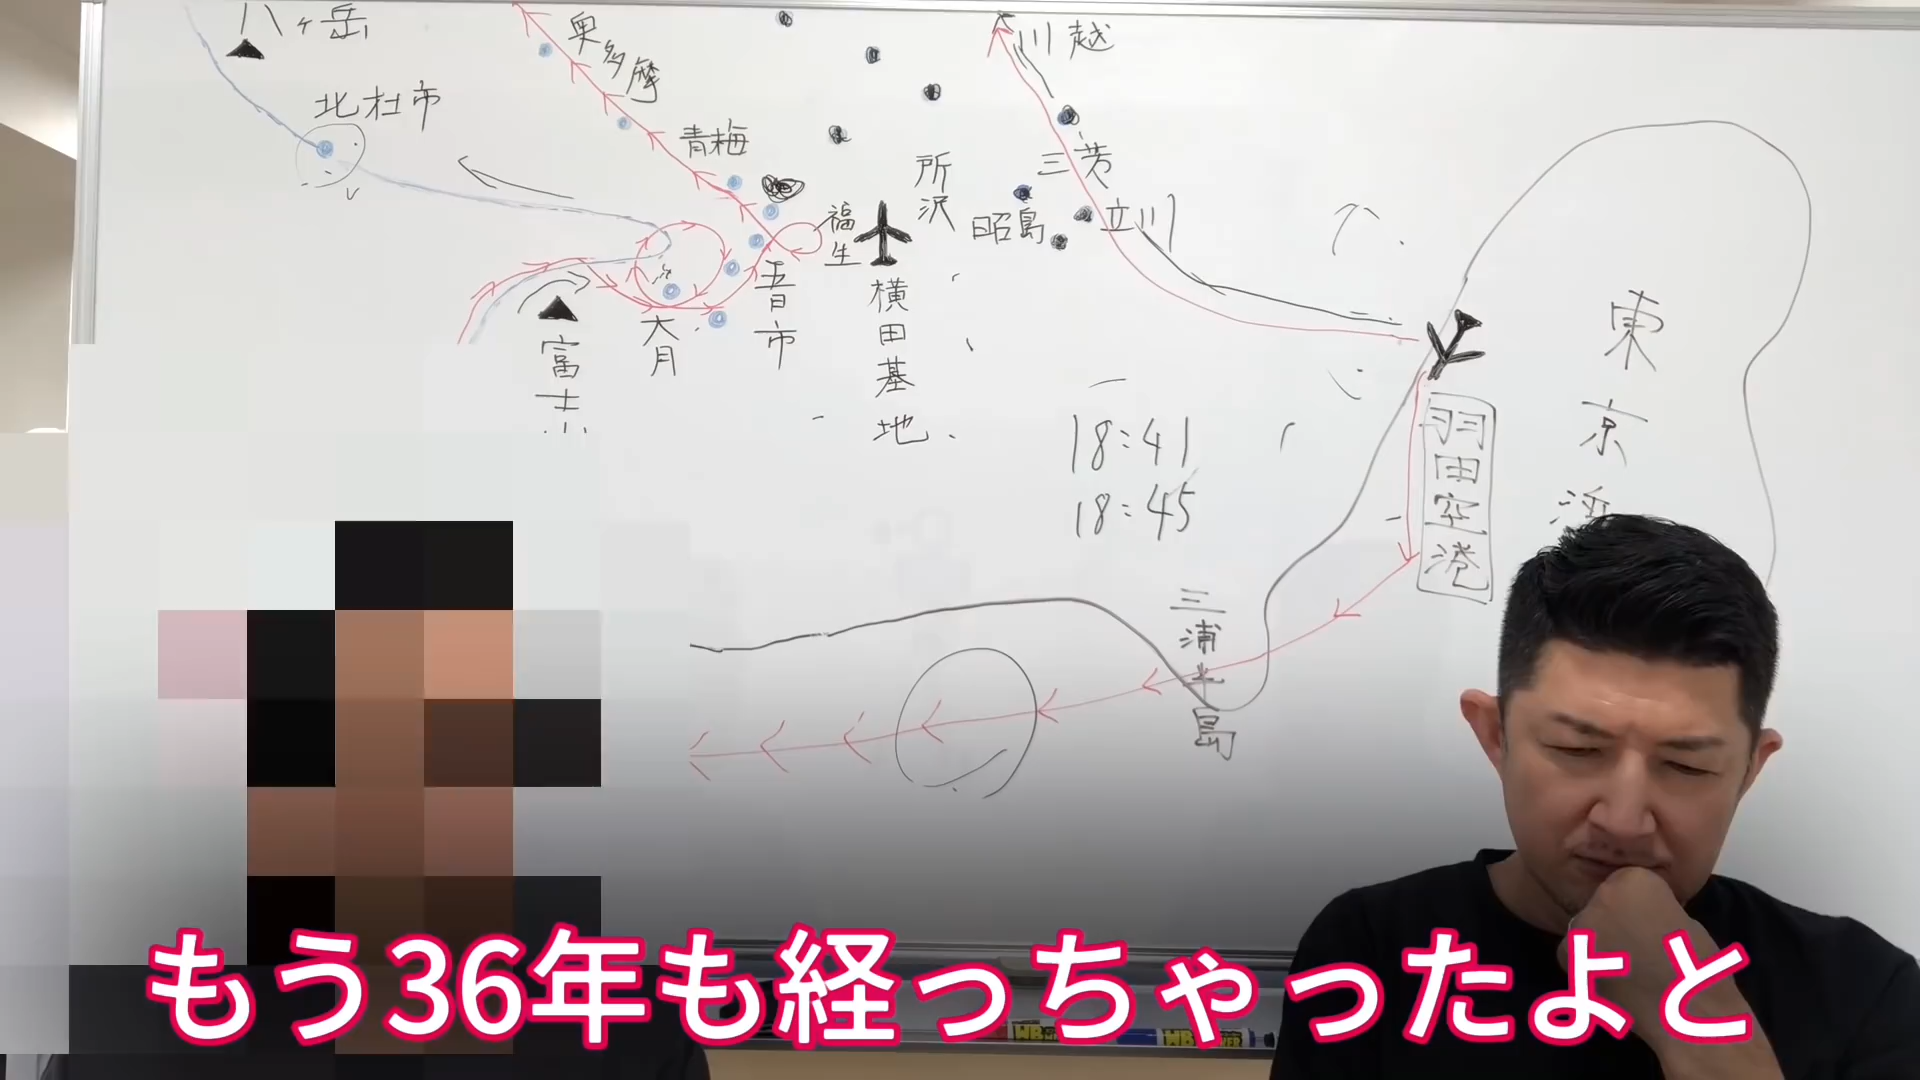 八ヶ岳
北杜市
奥多摩
青梅
福生
横田基地
所沢
昭島
立川
三芳
川越
大月
富士
東京
羽田空港
18:41
18:45
三浦半島
もう36年も経っちゃったよと